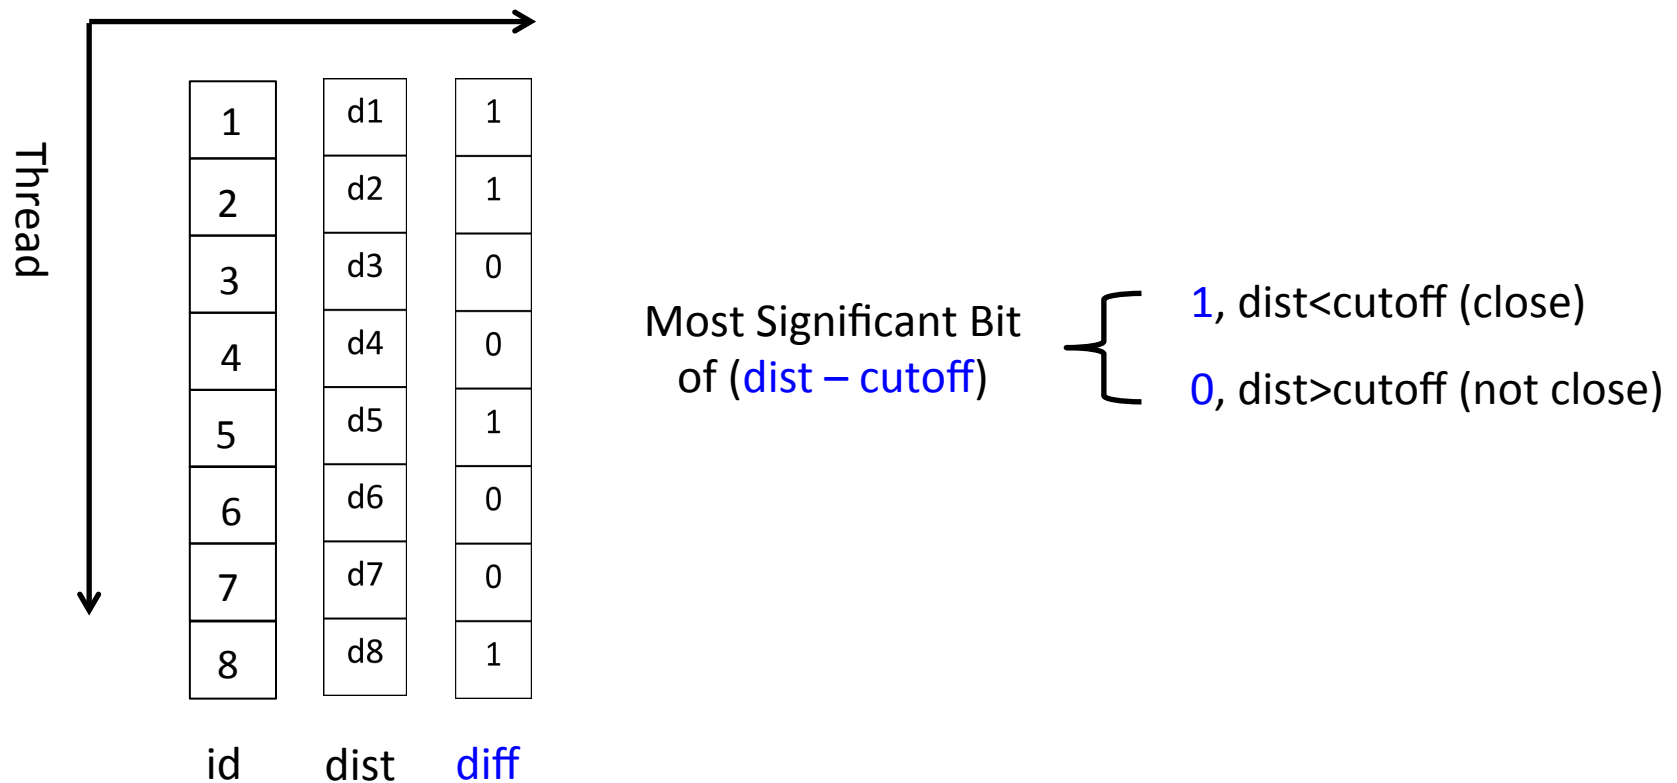 Thread
1 d1 1
2 d2 1
3 d3 0
4 d4 0
5 d5 1
6 d6 0
7 d7 0
8 d8 1
id dist diff
Most Significant Bit
of (dist – cutoff)
1, dist<cutoff (close)
0, dist>cutoff (not close)